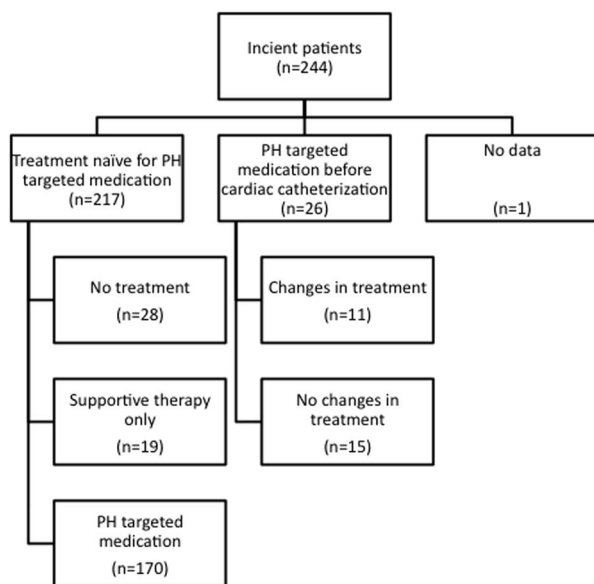 Incient patients
(n=244)
Treatment naïve for PH
targeted medication
(n=217)
PH targeted
medication before
cardiac catheterization
(n=26)
No data
(n=1)
No treatment
(n=28)
Changes in treatment
(n=11)
Supportive therapy
only
(n=19)
No changes in
treatment
(n=15)
PH targeted
medication
(n=170)